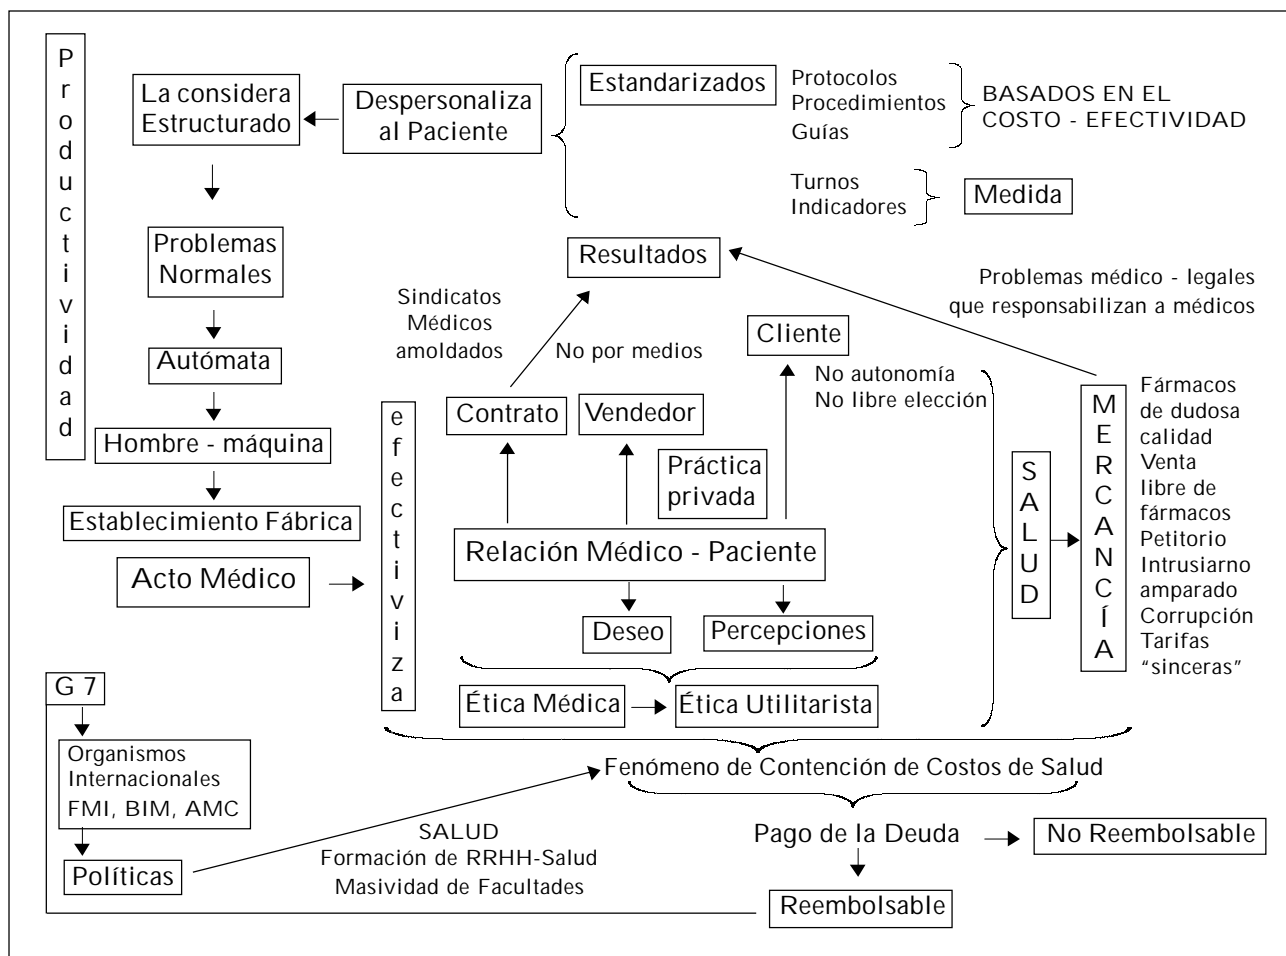 Productividad
La considera
Estructurado
Despersonaliza
al Paciente
Estandarizados
Protocolos
Procedimientos
Guías
BASADOS EN EL
COSTO - EFECTIVIDAD
Turnos
Indicadores
Medida
Problemas
Normales
Resultados
Problemas médico - legales
que responsabilizan a médicos
Sindicatos
Médicos
amoldados
No por medios
Cliente
No autonomía
No libre elección
Autómata
Hombre - máquina
Establecimiento Fábrica
Acto Médico
efectiviza
Contrato
Vendedor
Práctica
privada
Relación Médico - Paciente
Deseo
Percepciones
Ética Médica
Ética Utilitarista
SALUD
MERCANCÍA
Fármacos
de dudosa
calidad
Venta
libre de
fármacos
Petitorio
Intrusiarno
amparado
Corrupción
Tarifas
“sinceras”
G 7
Organismos
Internacionales
FMI, BIM, AMC
Políticas
Fenómeno de Contención de Costos de Salud
SALUD
Formación de RRHH-Salud
Masividad de Facultades
Pago de la Deuda
No Reembolsable
Reembolsable